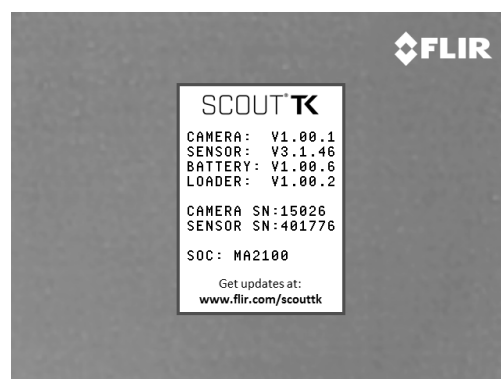 FLIR
SCOUT TK
CAMERA: V1.00.1
SENSOR: V3.1.46
BATTERY: V1.00.6
LOADER: V1.00.2
CAMERA SN:15026
SENSOR SN:401776
SOC: MA2100
Get updates at:
www.flir.com/scouttk